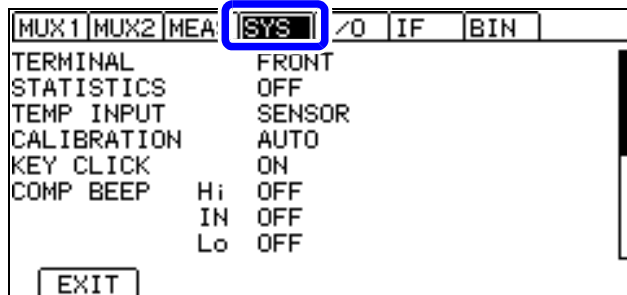 MUX1 MUX2 MEA SYS /O IF BIN
TERMINAL FRONT
STATISTICS OFF
TEMP INPUT SENSOR
CALIBRATION AUTO
KEY CLICK ON
COMP BEEP Hi OFF
IN OFF
Lo OFF
EXIT